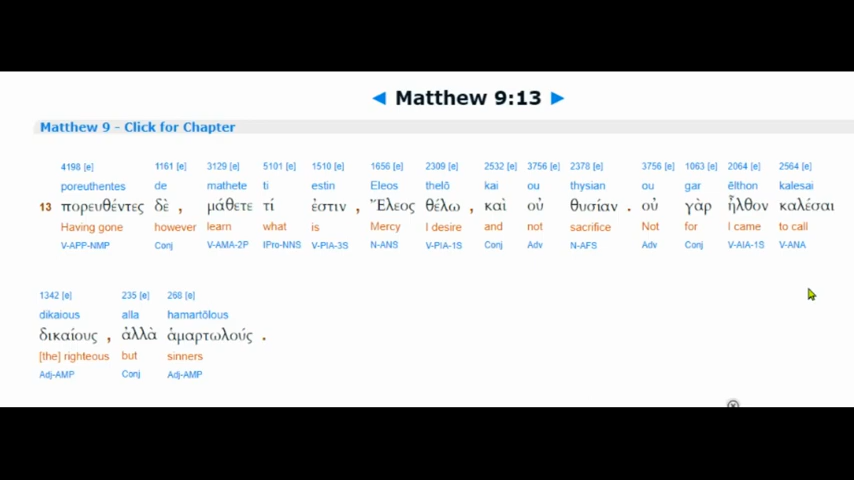 ◄ Matthew 9:13 ►
Matthew 9 - Click for Chapter
4198 [e] 1161 [e] 3129 [e] 5101 [e] 1510 [e] 1656 [e] 2309 [e] 2532 [e] 3756 [e] 2378 [e] 3756 [e] 1063 [e] 2064 [e] 2564 [e]
poreuthentes de mathete ti estin Eleos thelō kai ou thysian ou gar ēlthon kalesai
13 πορευθέντες δὲ , μάθετε τί ἐστιν , Ἔλεος θέλω , καὶ οὐ θυσίαν . οὐ γὰρ ἦλθον καλέσαι
Having gone however learn what is Mercy I desire and not sacrifice Not for I came to call
V-APP-NMP Conj V-AMA-2P IPro-NNS V-PIA-3S N-ANS V-PIA-1S Conj Adv N-AFS Adv Conj V-AIA-1S V-ANA
1342 [e] 235 [e] 268 [e]
dikaious alla hamartōlous
δικαίους , ἀλλὰ ἁμαρτωλούς .
[the] righteous but sinners
Adj-AMP Conj Adj-AMP